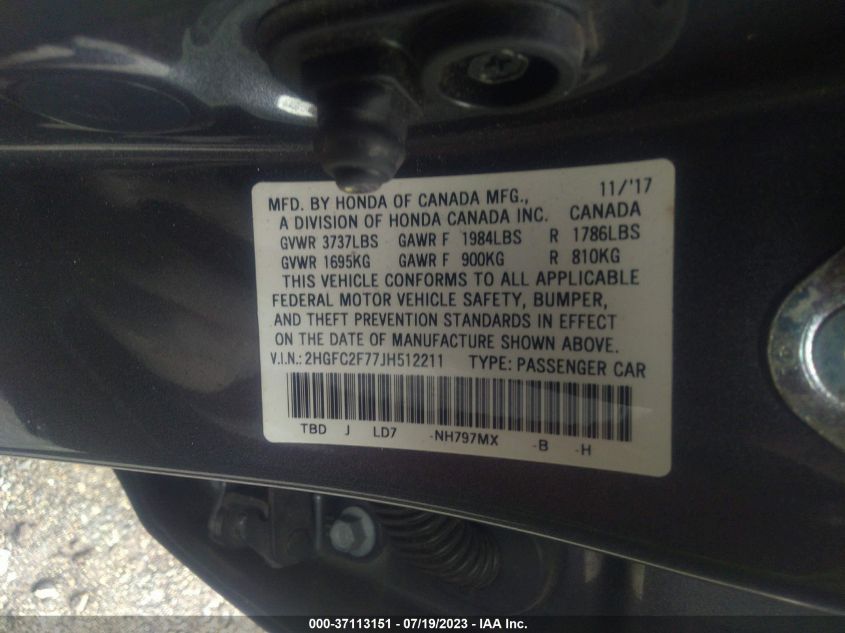 11/'17
MFD. BY HONDA OF CANADA MFG.,
A DIVISION OF HONDA CANADA INC. CANADA
GVWR 3737LBS GAWR F 1984LBS R 1786LBS
GVWR 1695KG GAWR F 900KG R 810KG
THIS VEHICLE CONFORMS TO ALL APPLICABLE
FEDERAL MOTOR VEHICLE SAFETY, BUMPER,
AND THEFT PREVENTION STANDARDS IN EFFECT
ON THE DATE OF MANUFACTURE SHOWN ABOVE.
V.I.N.: 2HGFC2F77JH512211 TYPE: PASSENGER CAR
TBD J LD7 -NH797MX -B -H
000-37113151 - 07/19/2023 - IAA Inc.